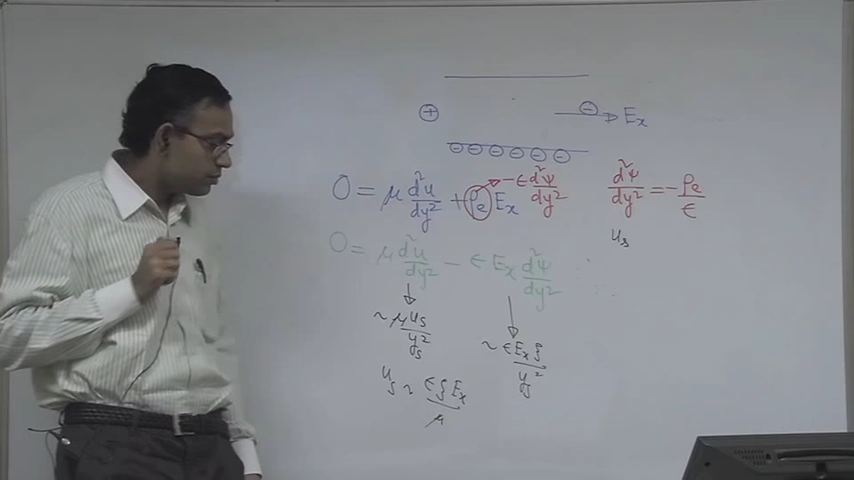 ⊕ ⊖ → Eₓ
⊖ ⊖ ⊖ ⊖ ⊖ ⊖
0 = μ d²u/dy² + ρₑ Eₓ → -ϵ d²ψ/dy²
d²ψ/dy² = - ρₑ/ϵ
uₛ
0 = μ d²u/dy² - ϵ Eₓ d²ψ/dy²
~ μ uₛ/yₛ²
~ ϵ Eₓ ζ/yₛ²
uₛ ~ ϵ ζ Eₓ/μ